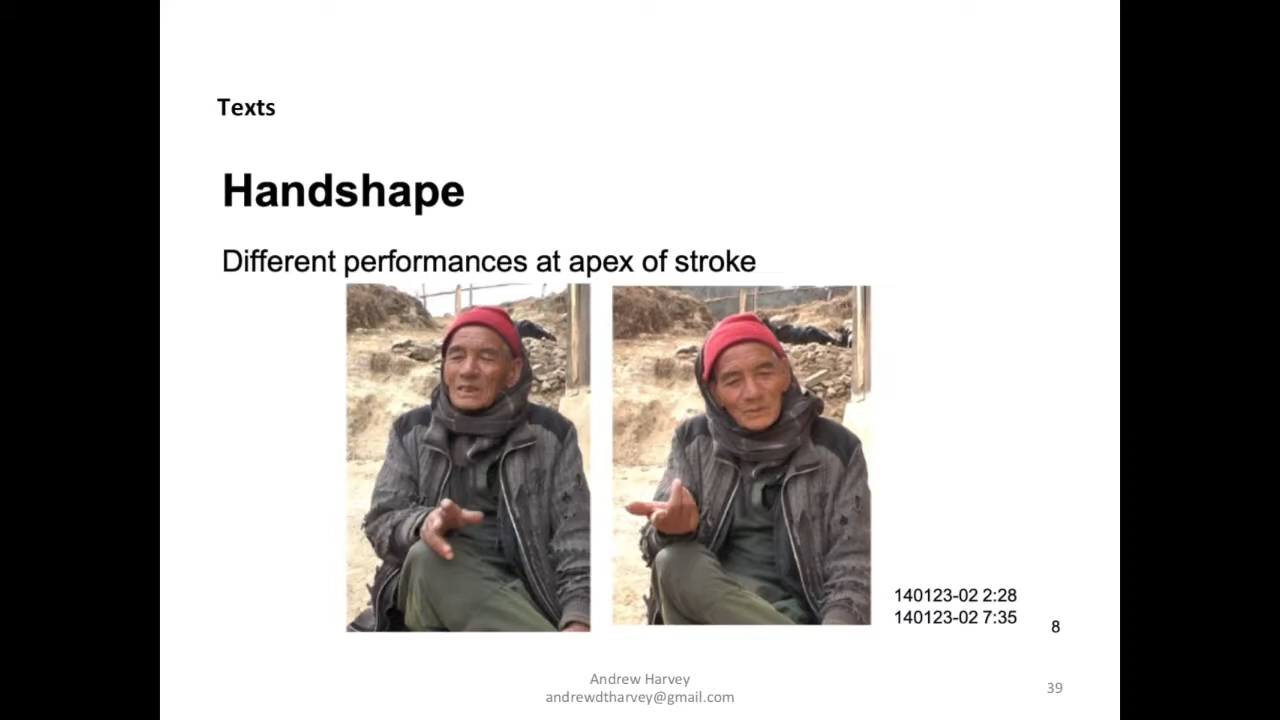 Texts
Handshape
Different performances at apex of stroke
140123-02 2:28
140123-02 7:35
8
Andrew Harvey
andrewdtharvey@gmail.com
39